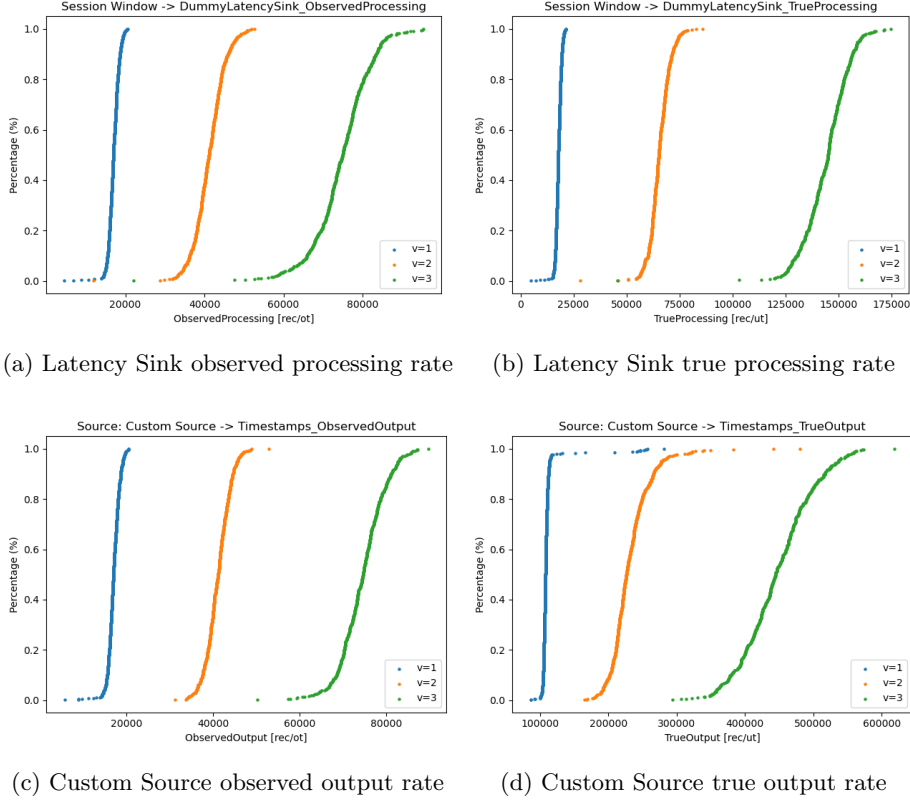 Session Window -> DummyLatencySink_ObservedProcessing
Percentage (%)
1.0
0.8
0.6
0.4
0.2
0.0
v=1
v=2
v=3
20000 40000 60000 80000
ObservedProcessing [rec/ot]
(a) Latency Sink observed processing rate
Session Window -> DummyLatencySink_TrueProcessing
Percentage (%)
1.0
0.8
0.6
0.4
0.2
0.0
v=1
v=2
v=3
0 25000 50000 75000 100000 125000 150000 175000
TrueProcessing [rec/ut]
(b) Latency Sink true processing rate
Source: Custom Source -> Timestamps_ObservedOutput
Percentage (%)
1.0
0.8
0.6
0.4
0.2
0.0
v=1
v=2
v=3
20000 40000 60000 80000
ObservedOutput [rec/ot]
(c) Custom Source observed output rate
Source: Custom Source -> Timestamps_TrueOutput
Percentage (%)
1.0
0.8
0.6
0.4
0.2
0.0
v=1
v=2
v=3
100000 200000 300000 400000 500000 600000
TrueOutput [rec/ut]
(d) Custom Source true output rate